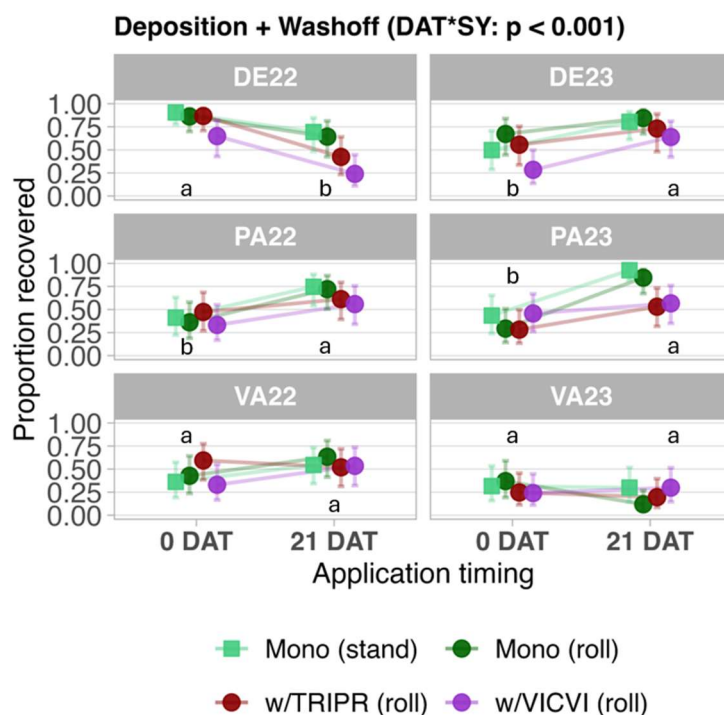 Deposition + Washoff (DAT*SY: p < 0.001)
DE22
DE23
1.00
0.75
0.50
0.25
0.00
a
b
b
a
PA22
PA23
1.00
0.75
0.50
0.25
0.00
b
a
b
a
VA22
VA23
1.00
0.75
0.50
0.25
0.00
a
a
a
a
Proportion recovered
0 DAT
21 DAT
0 DAT
21 DAT
Application timing
Mono (stand)
Mono (roll)
w/TRIPR (roll)
w/VICVI (roll)